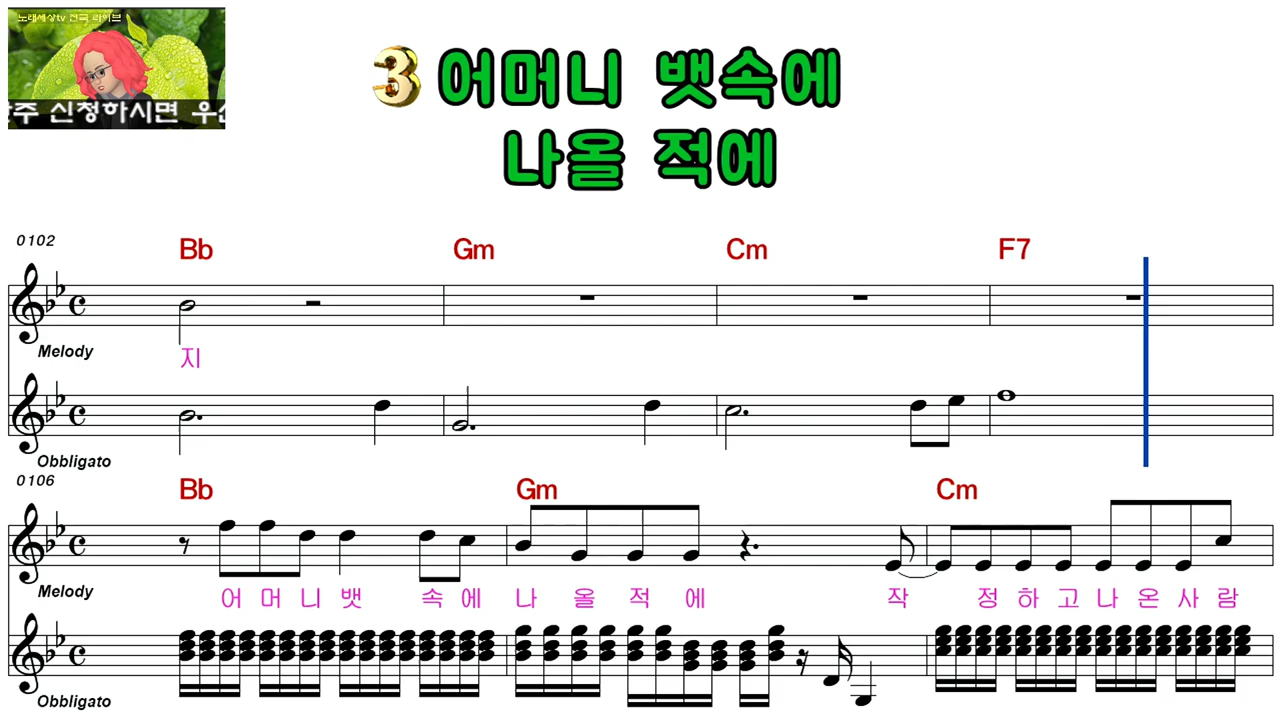 노래세상tv 전국 라이브
신청하시면
3 어머니 뱃속에
나올 적에
0102
Bb Gm Cm F7
Melody
지
Obbligato
0106
Bb Gm Cm
Melody
어 머 니 뱃 속 에 나 올 적 에 작 정 하 고 나 온 사 람
Obbligato